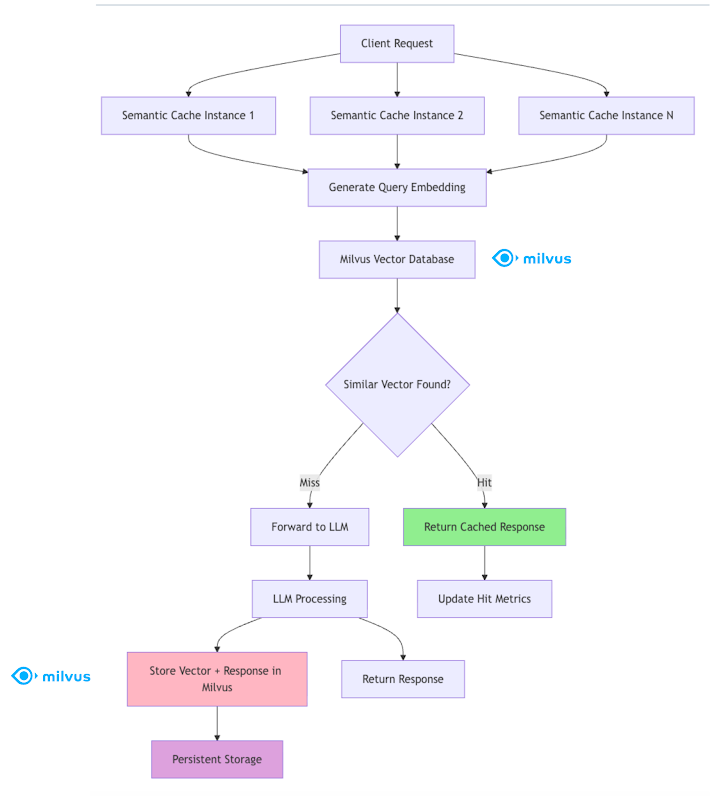 Client Request
Semantic Cache Instance 1
Semantic Cache Instance 2
Semantic Cache Instance N
Generate Query Embedding
Milvus Vector Database
milvus
Similar Vector Found?
Miss
Hit
Forward to LLM
Return Cached Response
LLM Processing
Update Hit Metrics
milvus
Store Vector + Response in
Milvus
Return Response
Persistent Storage